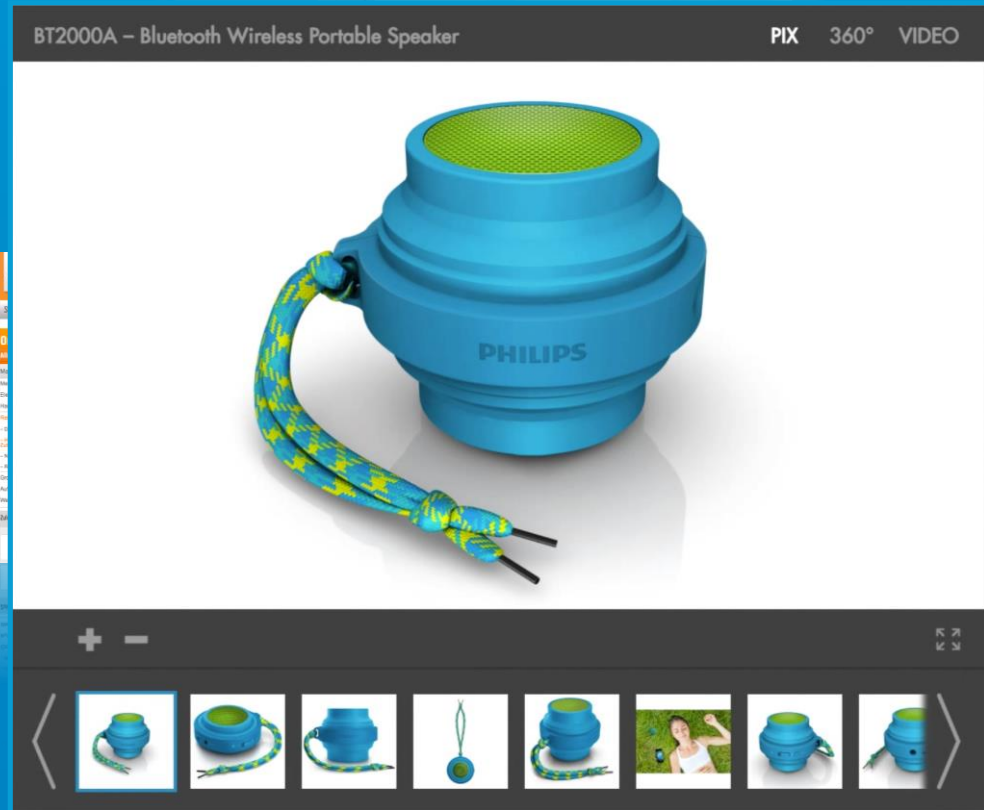 BT2000A – Bluetooth Wireless Portable Speaker
PIX 360° VIDEO
PHILIPS